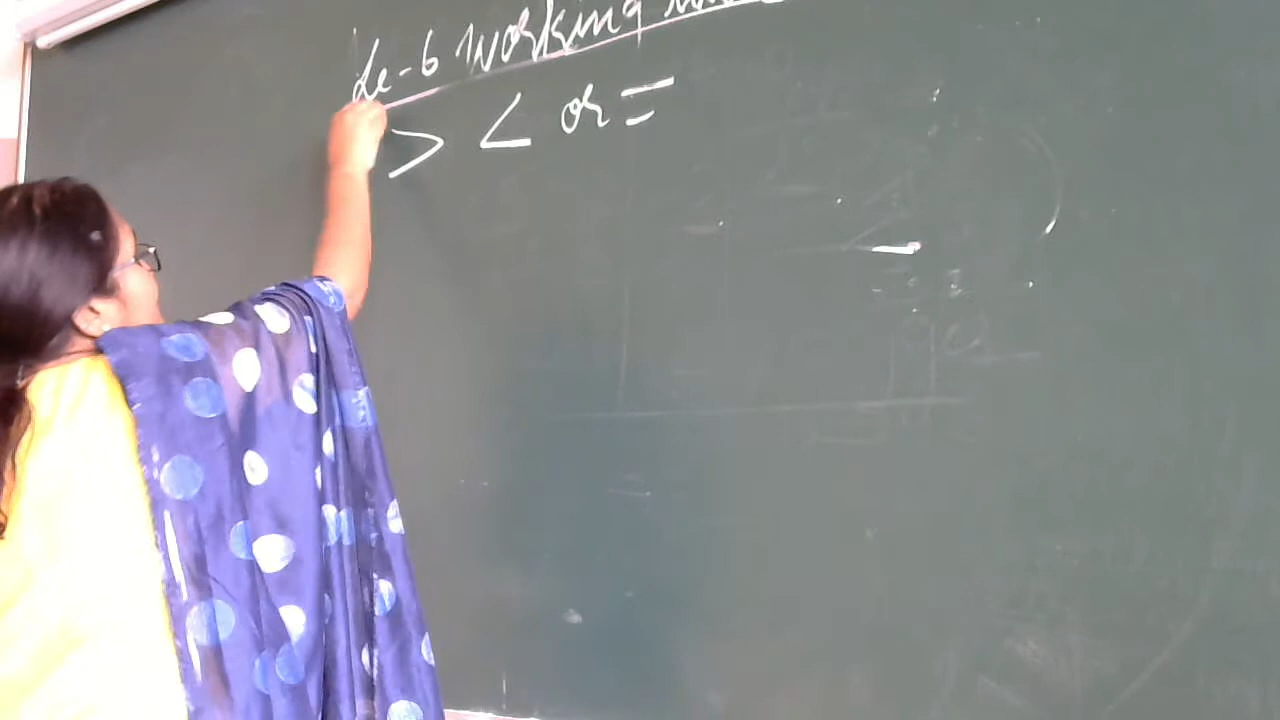 Le-6 Working
> < or =